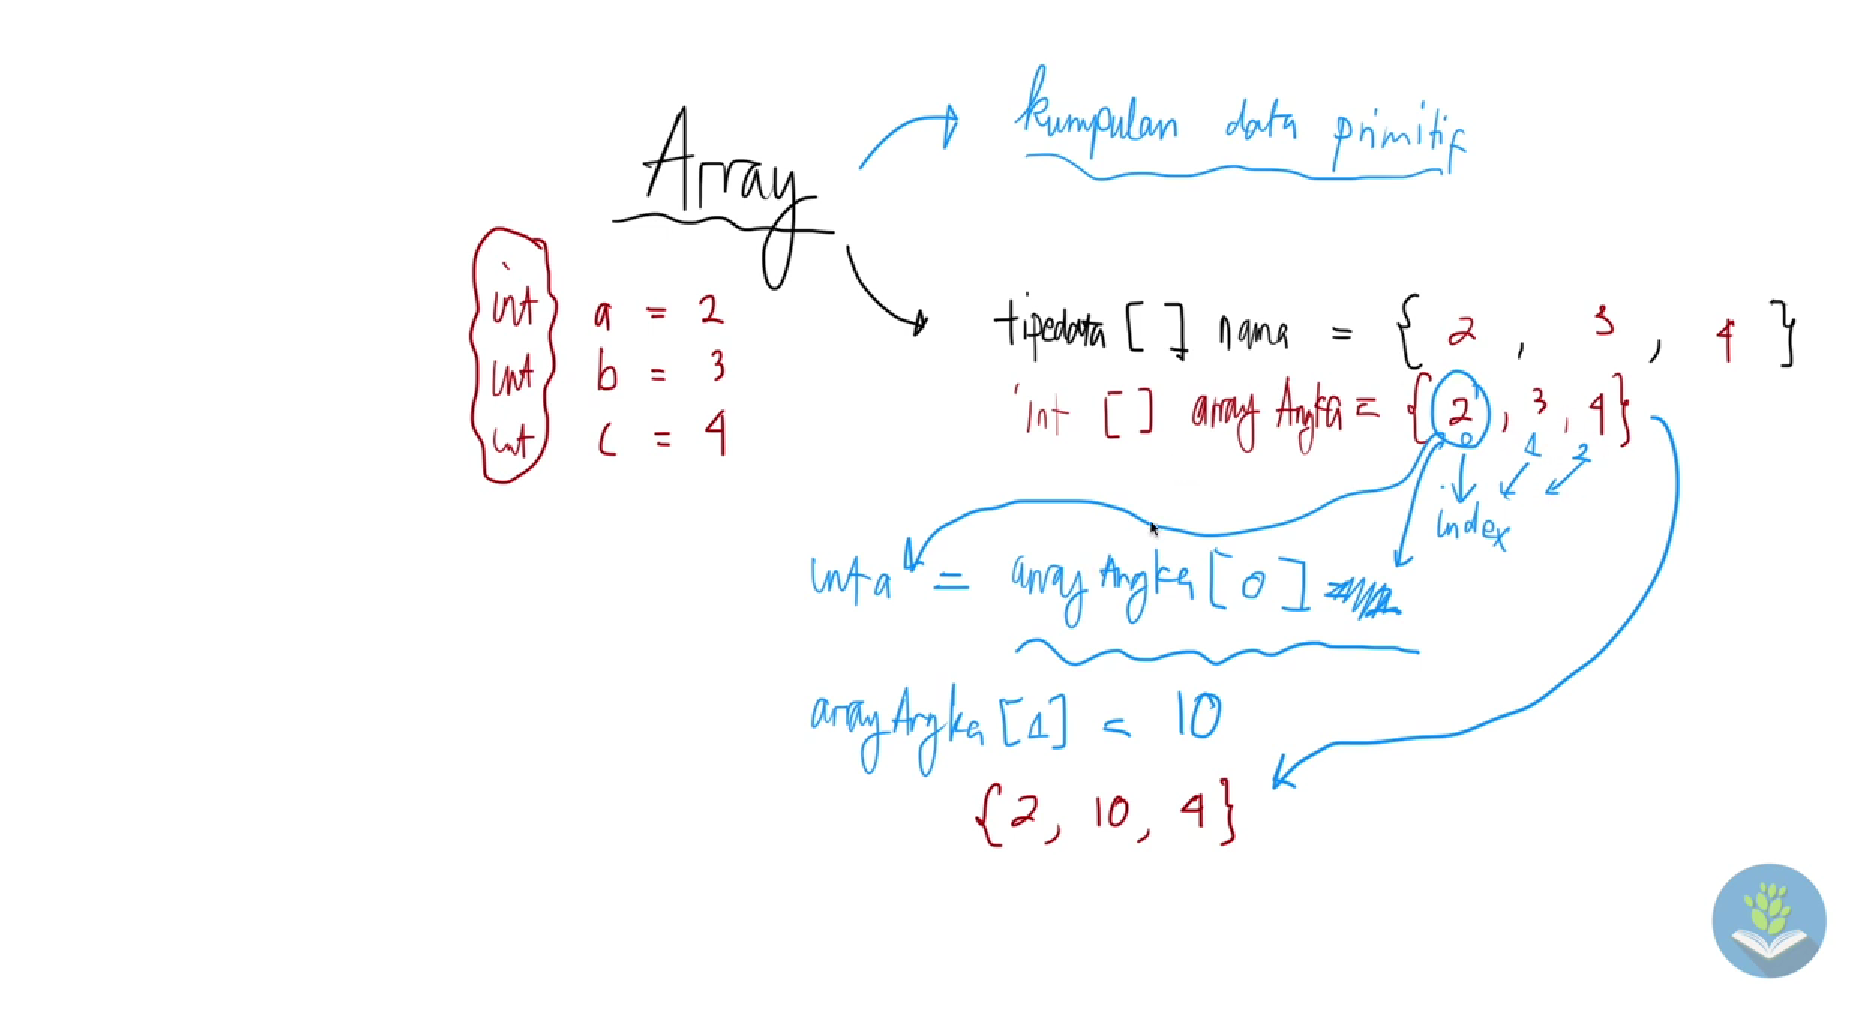 Array
kumpulan data primitif
int a = 2
int b = 3
int c = 4
tipedata [ ] nama = { 2 , 3 , 4 }
int [ ] arrayAngka = { 2 , 3 , 4 }
0 1 2
index
int a = arrayAngka [ 0 ]
arrayAngka [ 1 ] = 10
{ 2 , 10 , 4 }